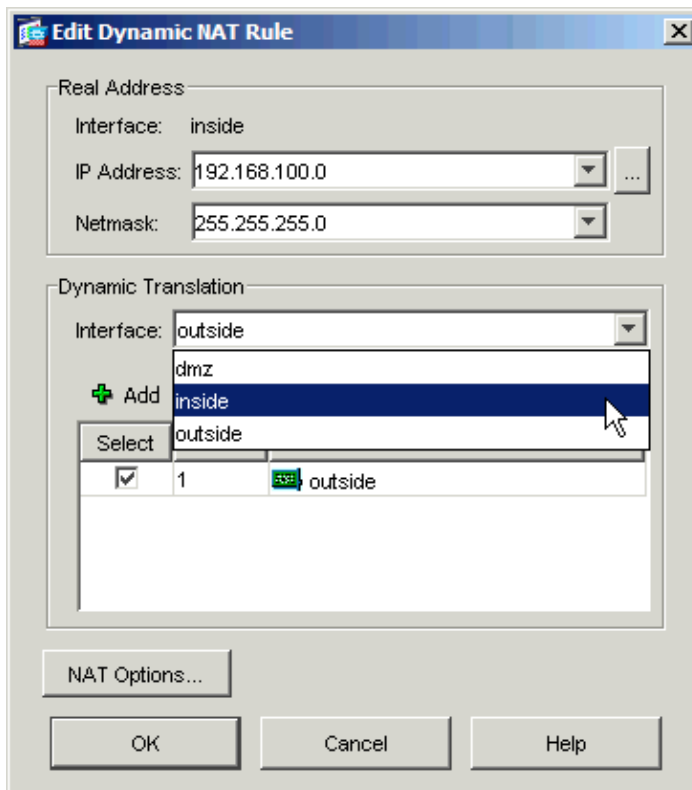 Edit Dynamic NAT Rule
Real Address
Interface: inside
IP Address: 192.168.100.0 ...
Netmask: 255.255.255.0
Dynamic Translation
Interface: outside
dmz
Add inside
Select outside
1 outside
NAT Options...
OK Cancel Help